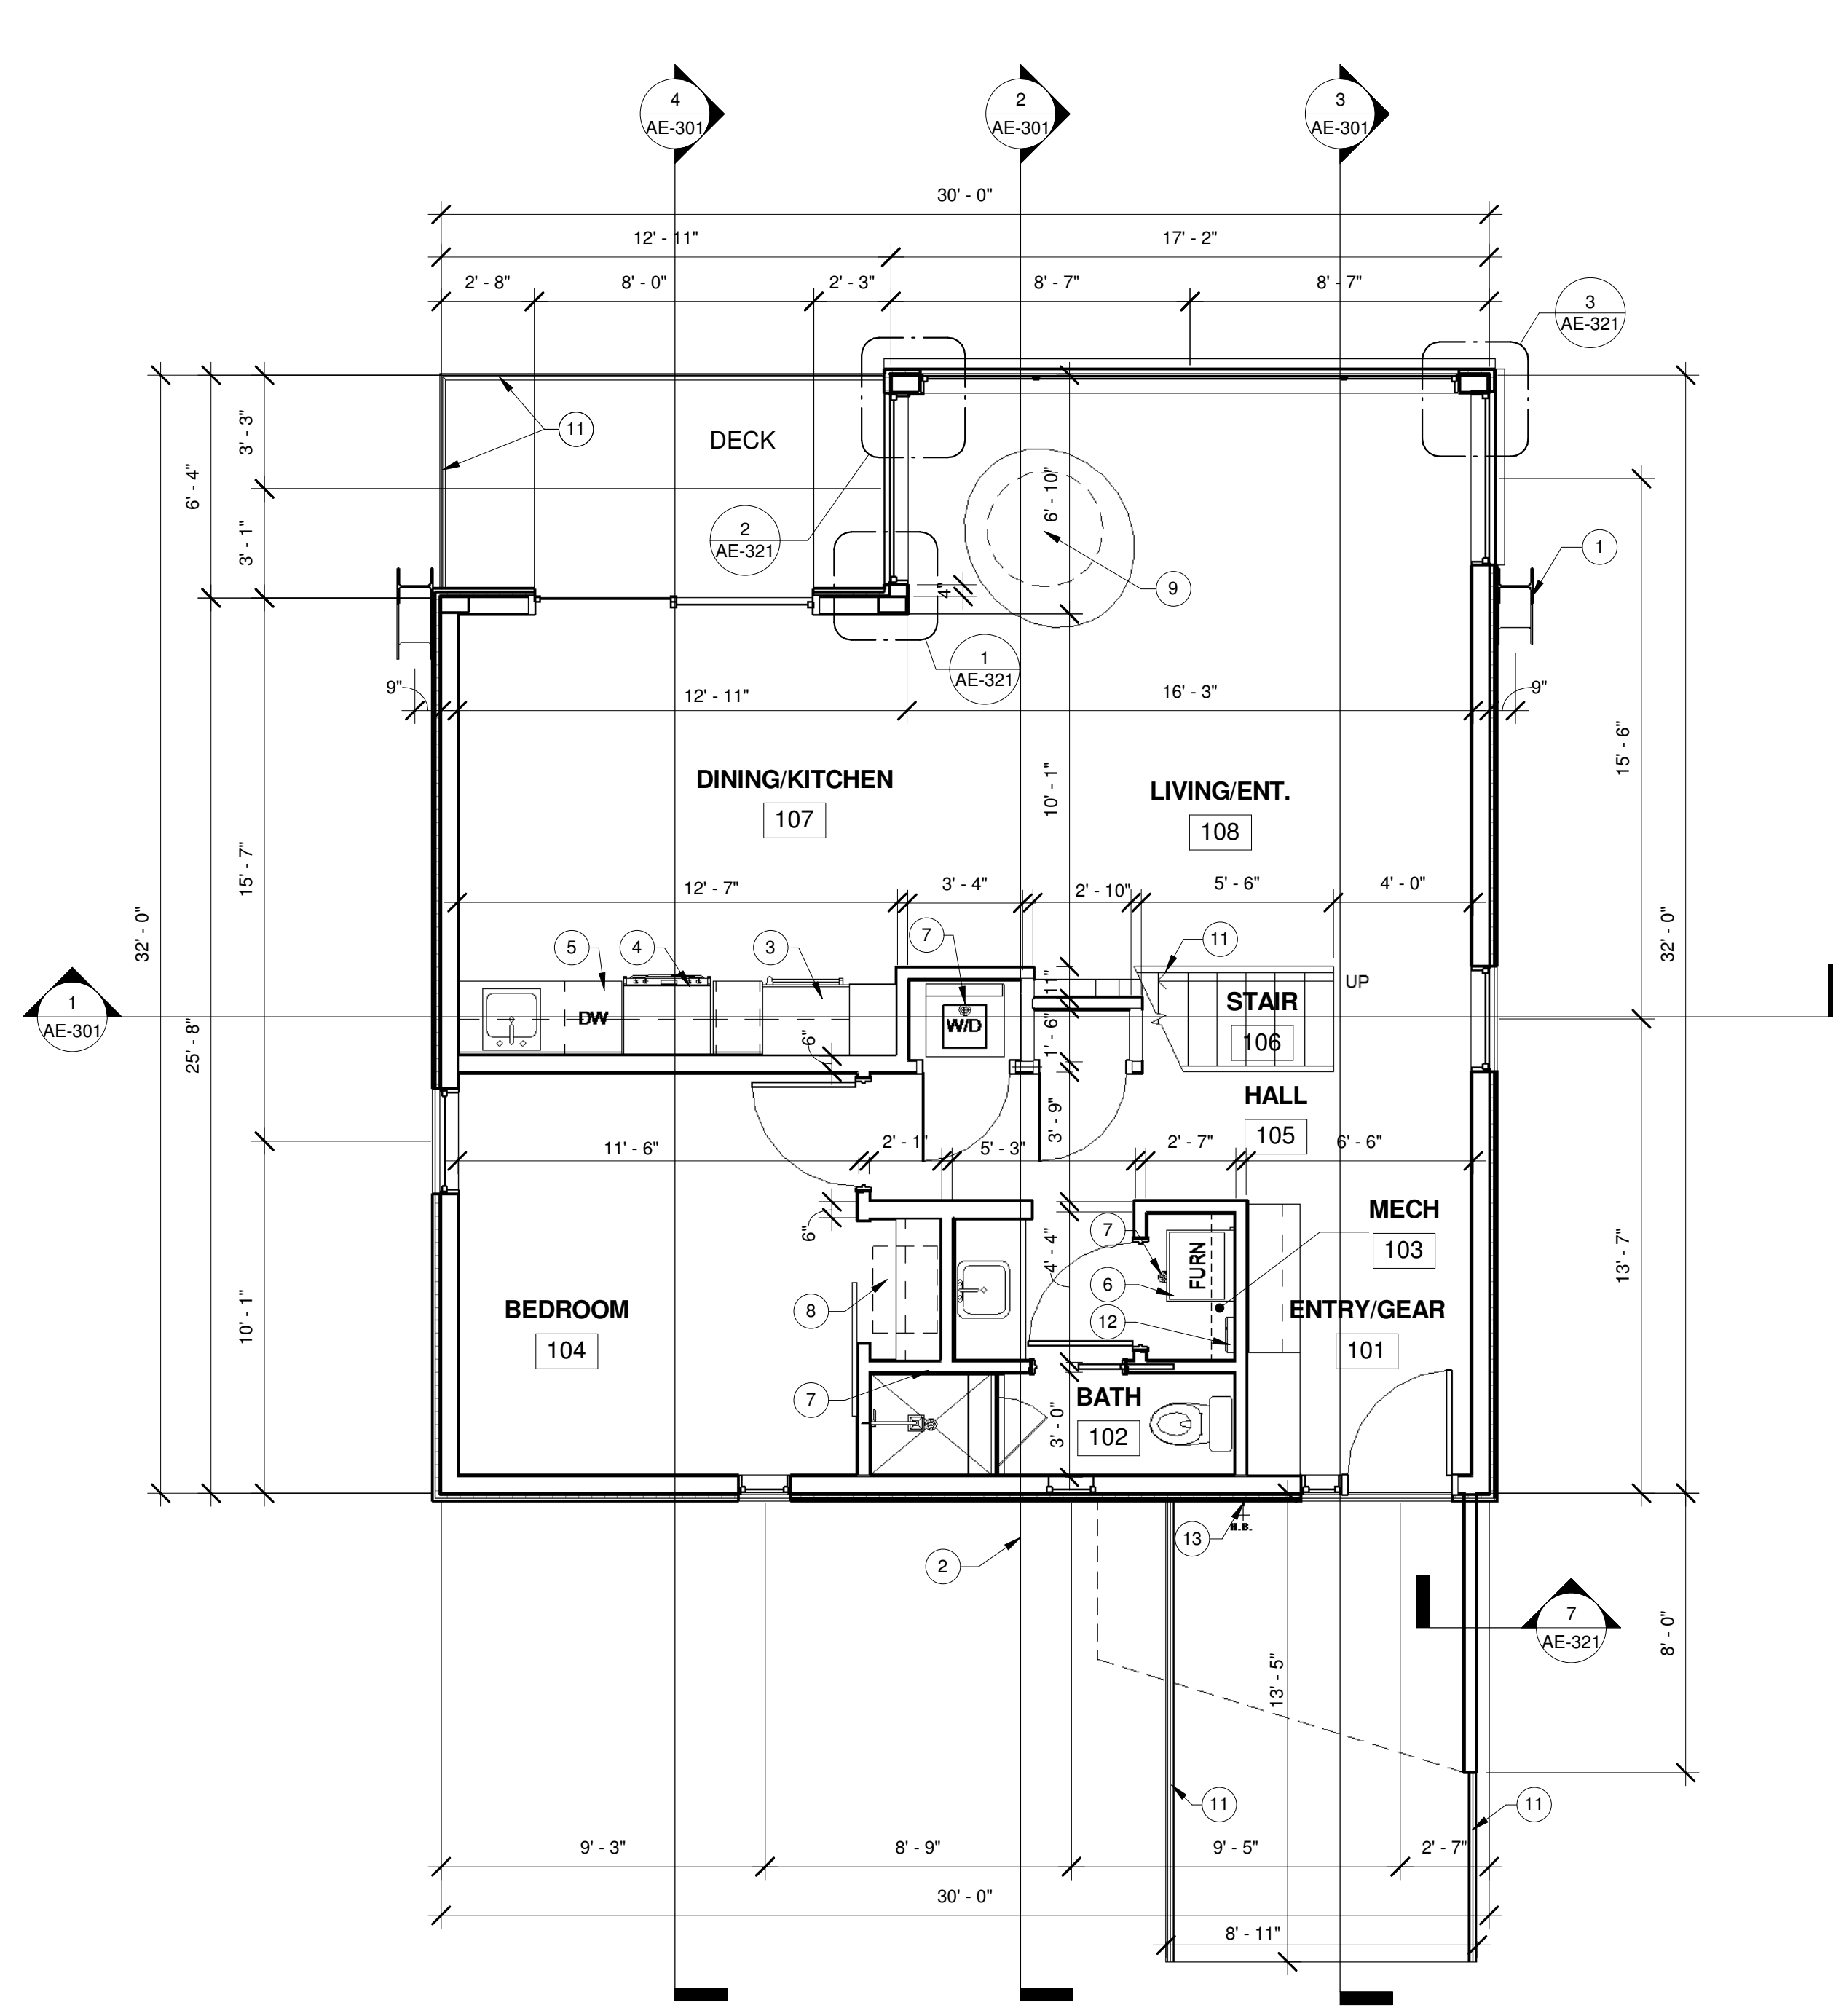 4
AE-301
2
AE-301
3
AE-301
30' - 0"
12' - 11"
17' - 2"
2' - 8"
8' - 0"
2' - 3"
8' - 7"
8' - 7"
3
AE-321
3' - 3"
6' - 4"
3' - 1"
11
DECK
2
AE-321
6' - 10"
9
1
4"
1
AE-321
9"
12' - 11"
16' - 3"
9"
15' - 6"
DINING/KITCHEN
107
LIVING/ENT.
108
10' - 1"
15' - 7"
32' - 0"
32' - 0"
12' - 7"
3' - 4"
2' - 10"
5' - 6"
4' - 0"
5
4
3
7
11
UP
11"
1
AE-301
DW
W/D
STAIR
106
25' - 8"
6"
1' - 6"
HALL
105
3' - 9"
11' - 6"
2' - 1"
5' - 3"
2' - 7"
6' - 6"
MECH
103
6"
4' - 4"
7
FURN
6
12
13' - 7"
BEDROOM
104
8
ENTRY/GEAR
101
10' - 1"
7
BATH
102
3' - 0"
13
H.B.
2
7
AE-321
8' - 0"
13' - 5"
11
11
9' - 3"
8' - 9"
9' - 5"
2' - 7"
30' - 0"
8' - 11"